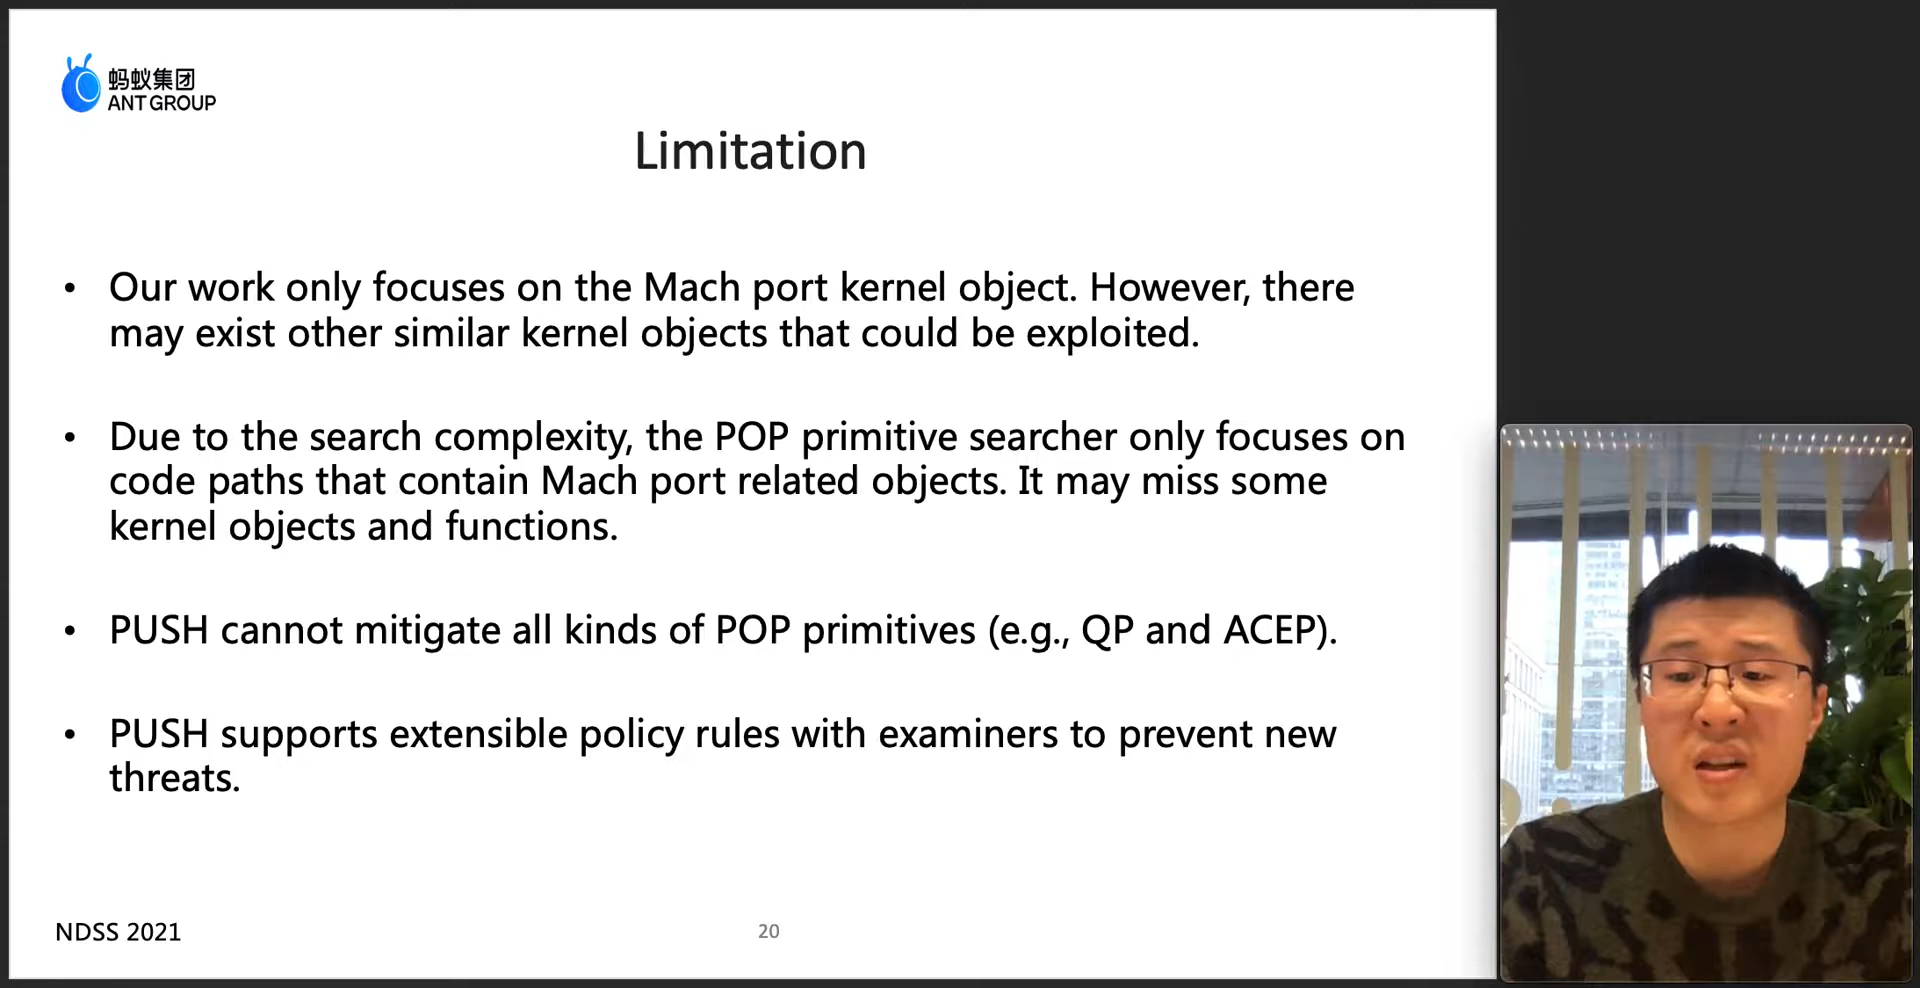 蚂蚁集团
ANT GROUP
Limitation
• Our work only focuses on the Mach port kernel object. However, there
may exist other similar kernel objects that could be exploited.
• Due to the search complexity, the POP primitive searcher only focuses on
code paths that contain Mach port related objects. It may miss some
kernel objects and functions.
• PUSH cannot mitigate all kinds of POP primitives (e.g., QP and ACEP).
• PUSH supports extensible policy rules with examiners to prevent new
threats.
NDSS 2021
20